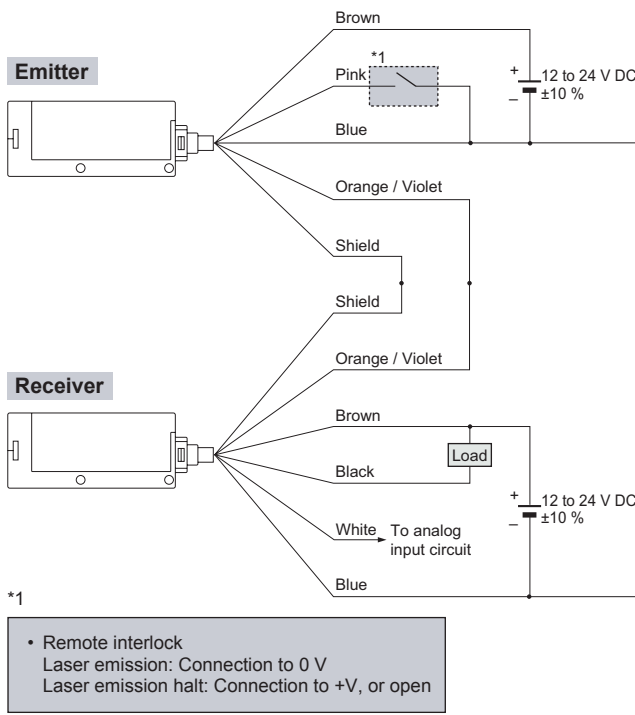 Brown
Emitter
*1
Pink
+
12 to 24 V DC
–
±10 %
Blue
Orange / Violet
Shield
Shield
Orange / Violet
Receiver
Brown
Load
Black
+
12 to 24 V DC
–
±10 %
White
To analog
input circuit
Blue
*1
• Remote interlock
Laser emission: Connection to 0 V
Laser emission halt: Connection to +V, or open